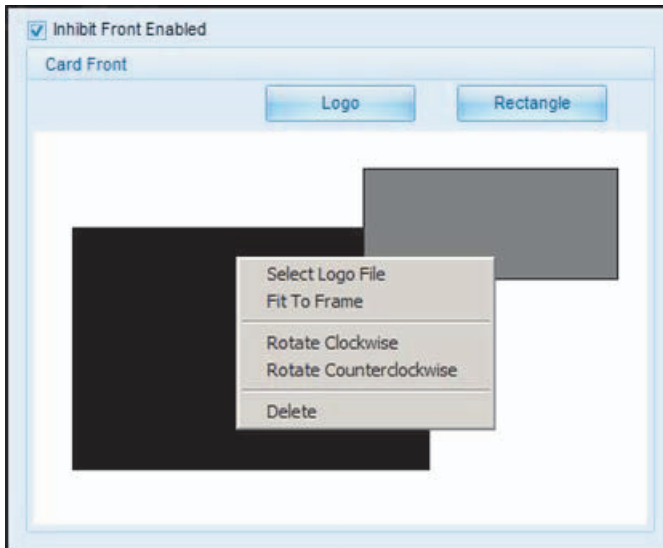 Inhibit Front Enabled
Card Front
Logo Rectangle
Select Logo File
Fit To Frame
Rotate Clockwise
Rotate Counterclockwise
Delete